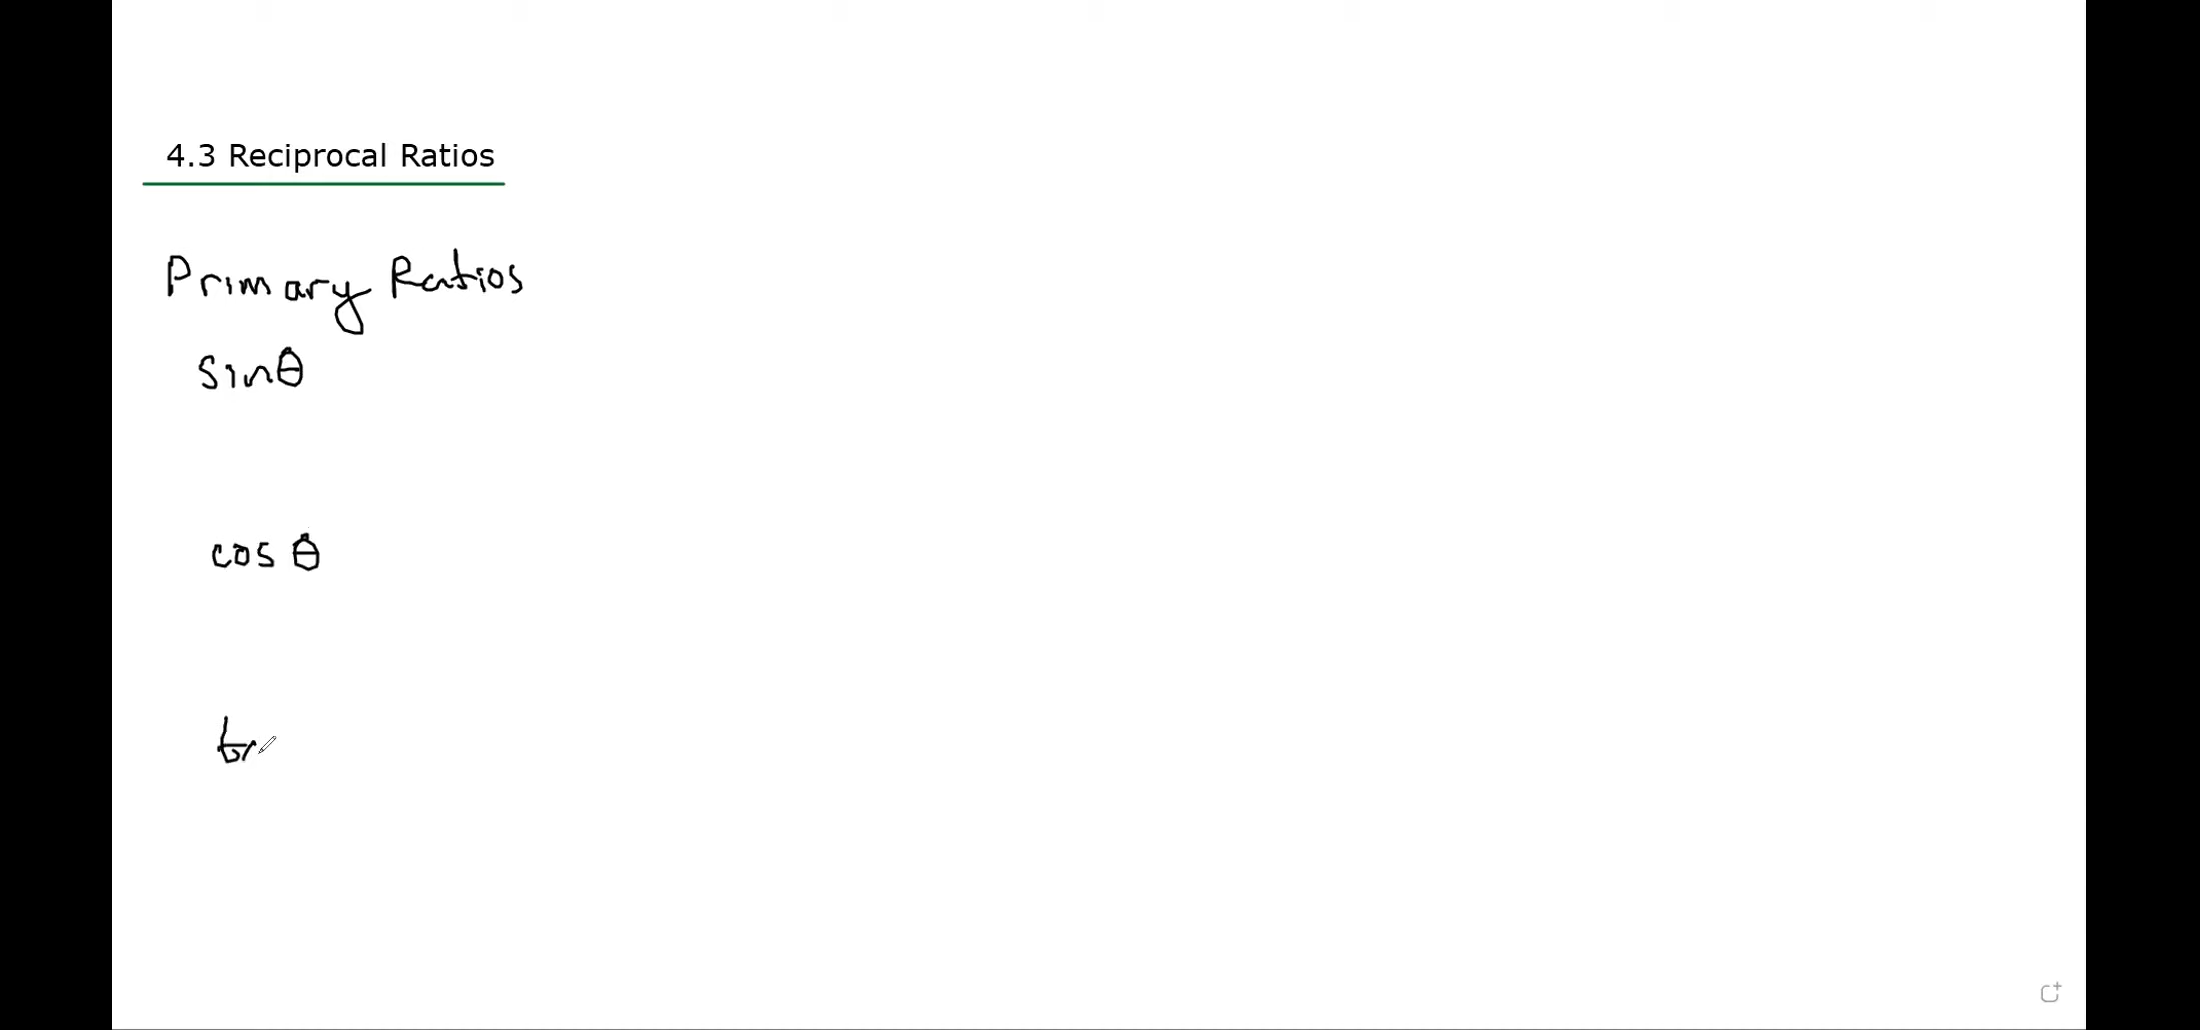 4.3 Reciprocal Ratios
Primary Ratios
sinθ
cos θ